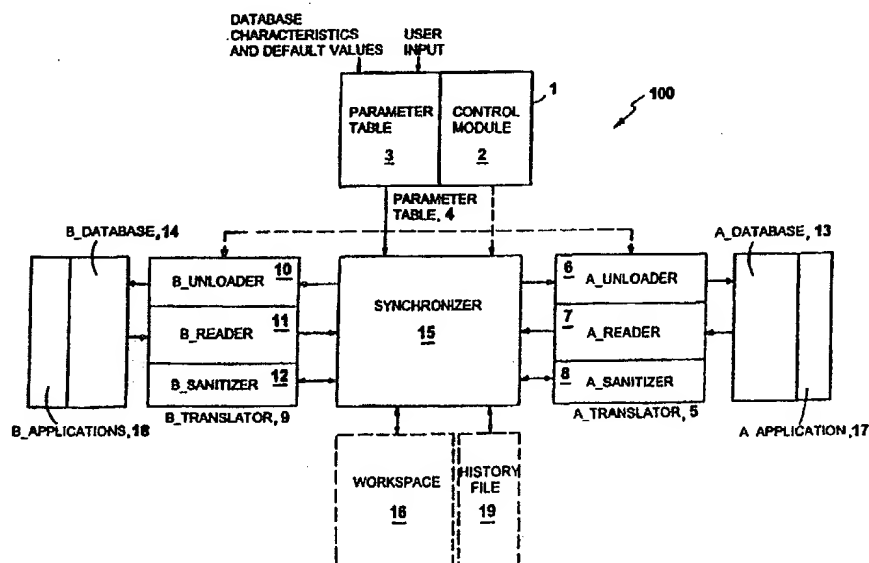 DATABASE
CHARACTERISTICS
AND DEFAULT VALUES
USER
INPUT
1
100
PARAMETER
TABLE
3
CONTROL
MODULE
2
PARAMETER
TABLE, 4
B_DATABASE, 14
A_DATABASE, 13
B_UNLOADER
10
B_READER
11
B_SANITIZER
12
SYNCHRONIZER
15
6
A_UNLOADER
7
A_READER
8
A_SANITIZER
B_APPLICATIONS, 18
B_TRANSLATOR, 9
A_TRANSLATOR, 5
A APPLICATION, 17
WORKSPACE
16
HISTORY
FILE
19